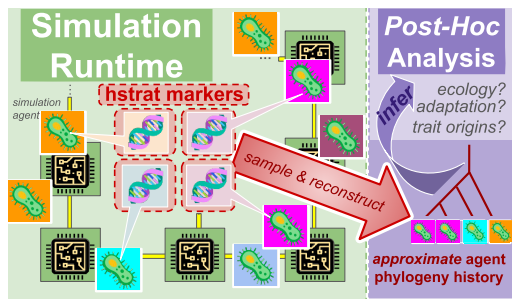 Simulation
Runtime
simulation
agent
hstrat markers
sample & reconstruct
Post-Hoc
Analysis
infer
ecology?
adaptation?
trait origins?
approximate agent
phylogeny history